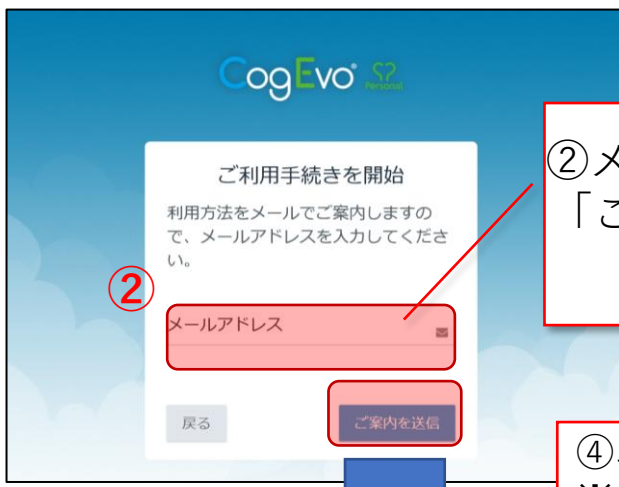 CogEvo
Personal
ご利用手続きを開始
利用方法をメールでご案内しますの
で、メールアドレスを入力してくださ
い。
②
メールアドレス
戻る
ご案内を送信
②メ
「ご
④